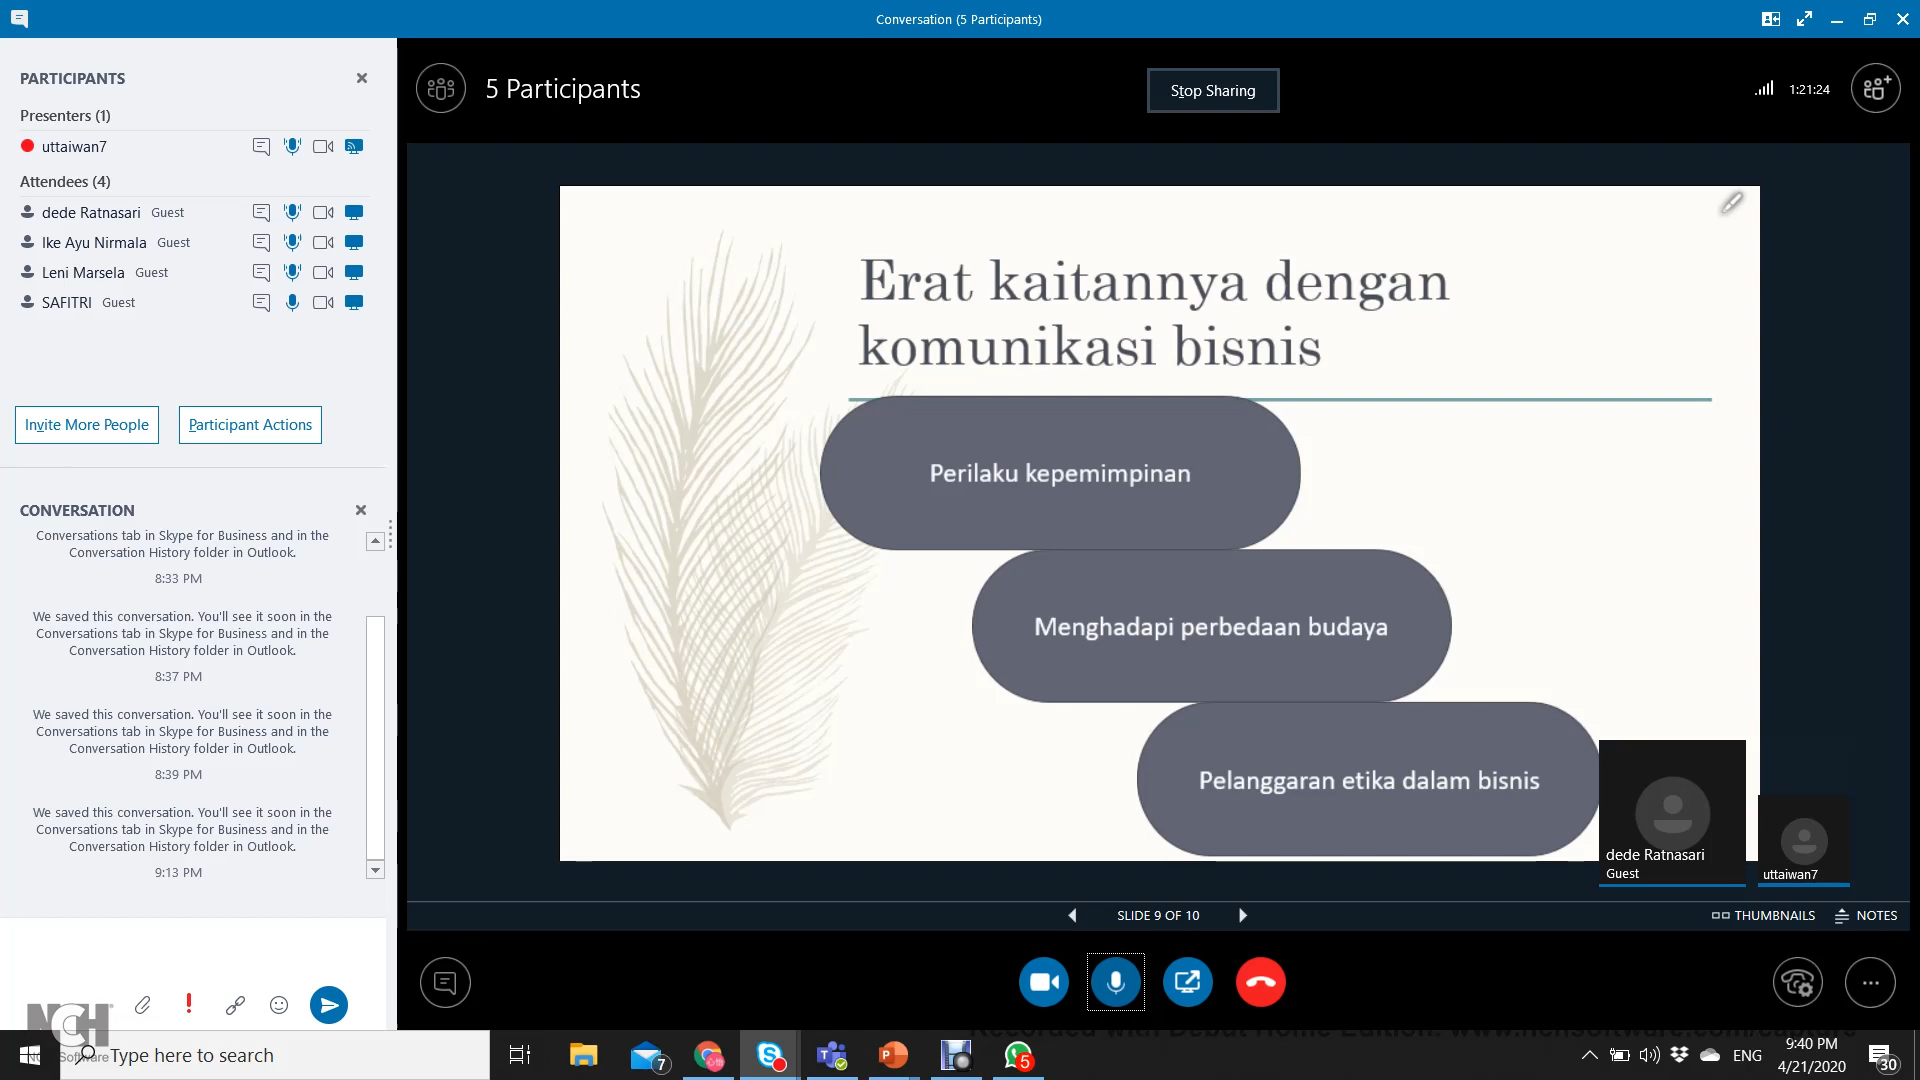 Conversation (5 Participants)
PARTICIPANTS
Presenters (1)
uttaiwan7
Attendees (4)
dede Ratnasari Guest
Ike Ayu Nirmala Guest
Leni Marsela Guest
SAFITRI Guest
Invite More People
Participant Actions
CONVERSATION
Conversations tab in Skype for Business and in the
Conversation History folder in Outlook.
8:33 PM
We saved this conversation. You'll see it soon in the
Conversations tab in Skype for Business and in the
Conversation History folder in Outlook.
8:37 PM
We saved this conversation. You'll see it soon in the
Conversations tab in Skype for Business and in the
Conversation History folder in Outlook.
8:39 PM
We saved this conversation. You'll see it soon in the
Conversations tab in Skype for Business and in the
Conversation History folder in Outlook.
9:13 PM
5 Participants
Stop Sharing
1:21:24
Erat kaitannya dengan
komunikasi bisnis
Perilaku kepemimpinan
Menghadapi perbedaan budaya
Pelanggaran etika dalam bisnis
dede Ratnasari
Guest
uttaiwan7
SLIDE 9 OF 10
THUMBNAILS
NOTES
NCH
Software
Type here to search
7
5
ENG
9:40 PM
4/21/2020
30